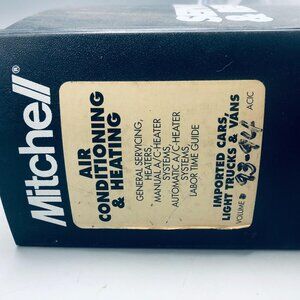 Mitchell®
AIR
CONDITIONING
& HEATING
GENERAL SERVICING,
HEATERS,
MANUAL A/C-HEATER
SYSTEMS,
AUTOMATIC A/C-HEATER
SYSTEMS,
LABOR TIME GUIDE
IMPORTED CARS,
LIGHT TRUCKS & VANS
VOLUME
93-94
ACIC